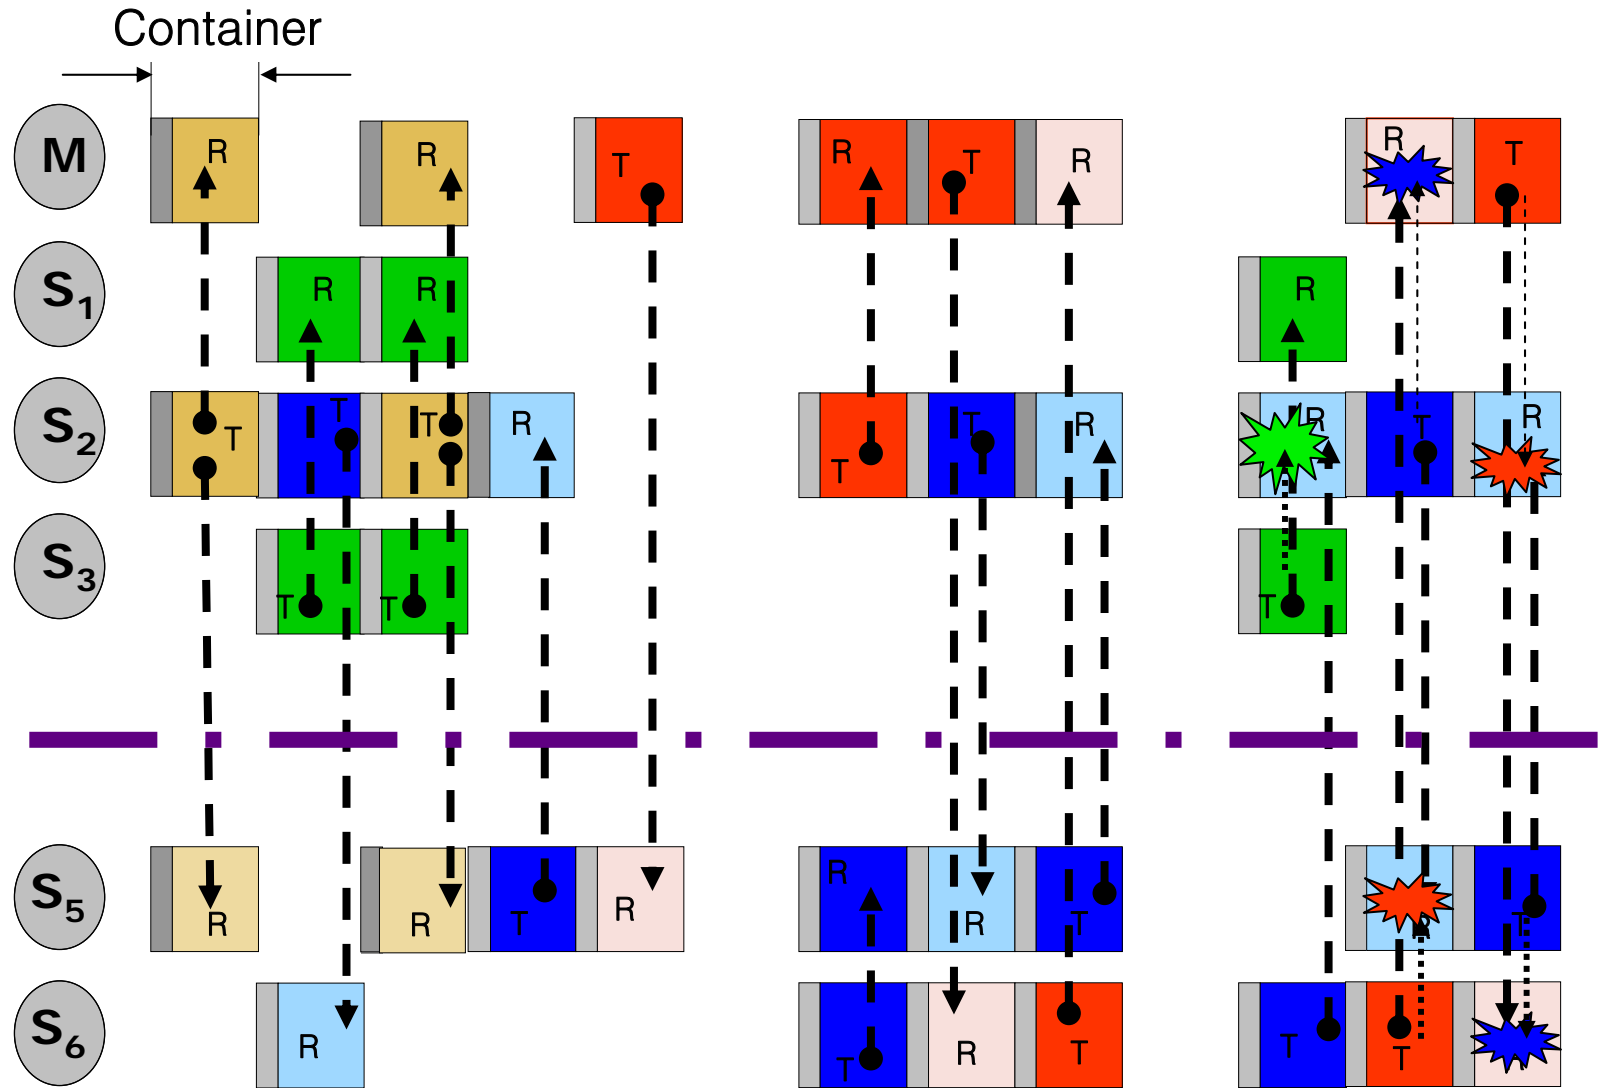 Container
M R R T R T R R T
S1 R R R
S2 T T T R T T R R T R
S3 T T T
S5 R R T R R R T R T
S6 R T R T T T